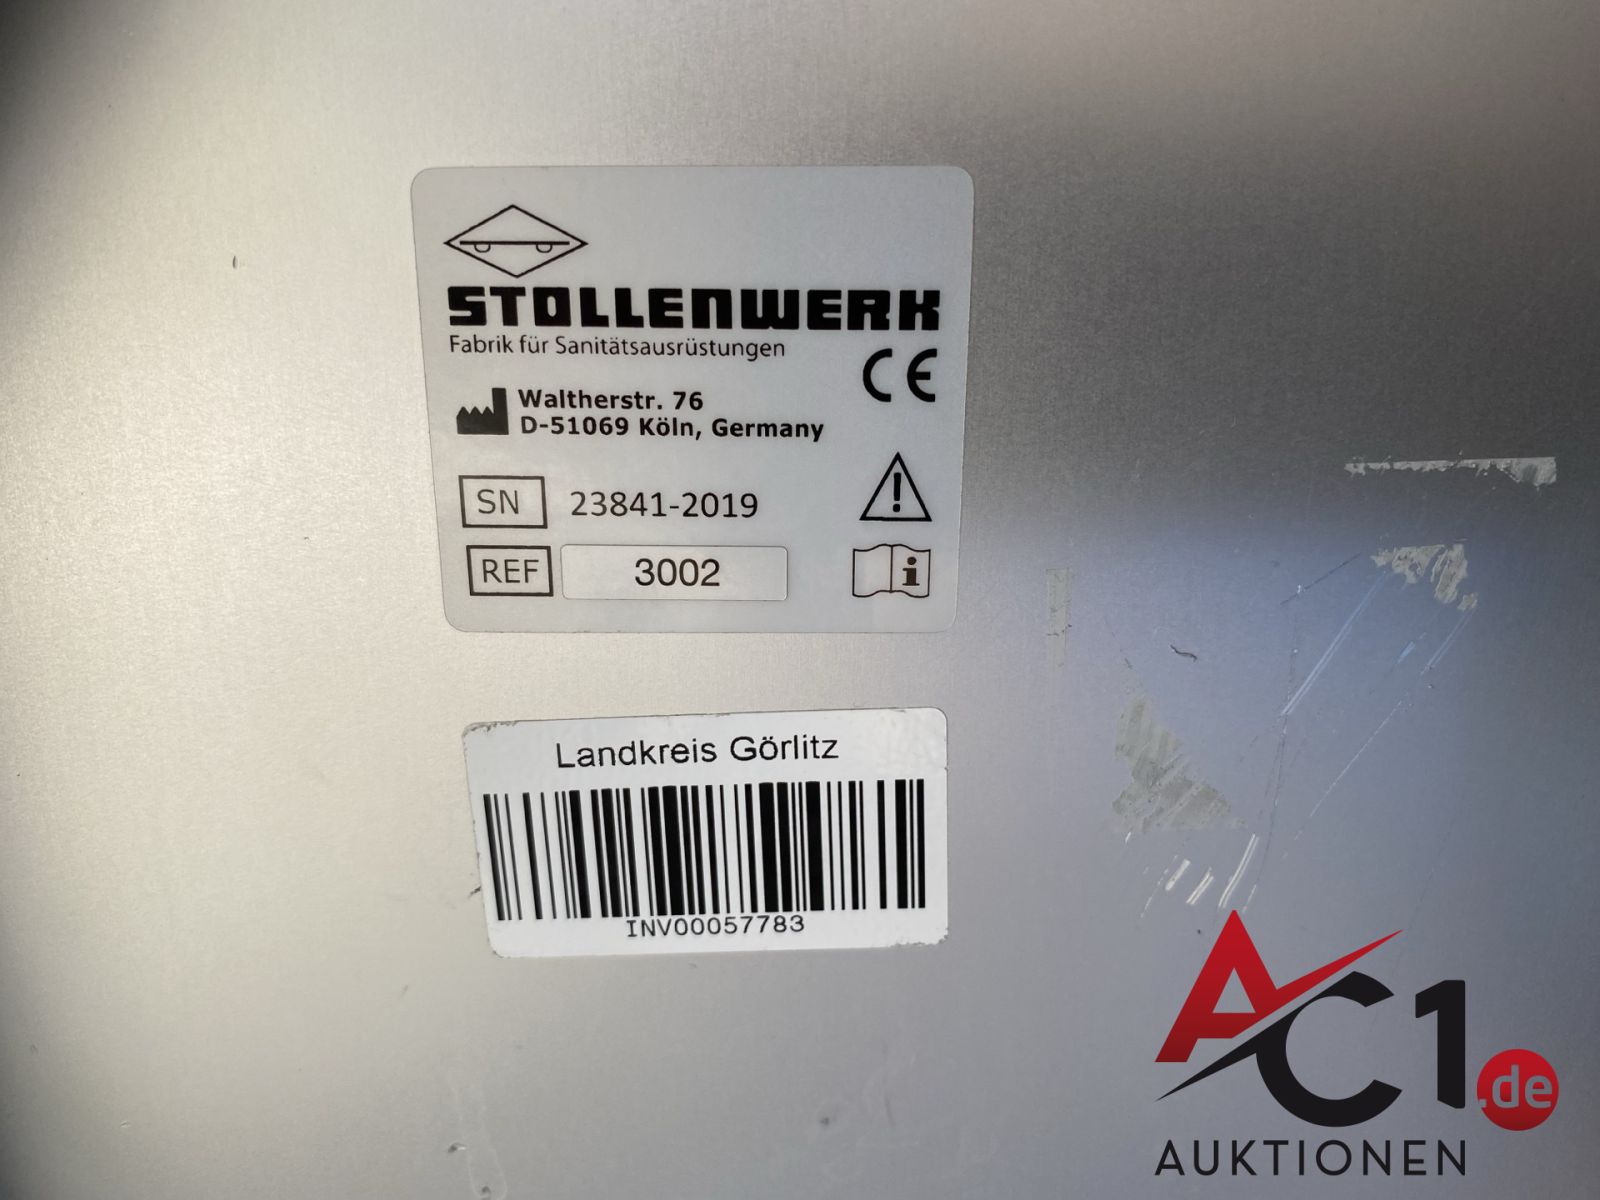 STOLLENWERK
Fabrik für Sanitätsausrüstungen
CE
Waltherstr. 76
D-51069 Köln, Germany
SN 23841-2019
REF 3002
Landkreis Görlitz
INV00057783
AC1.de
AUKTIONEN